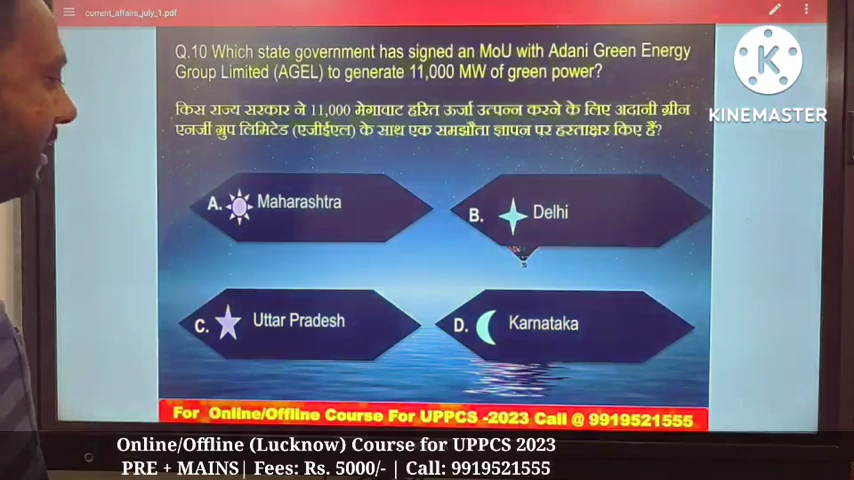 current_affairs_july_1.pdf
Q.10 Which state government has signed an MoU with Adani Green Energy
Group Limited (AGEL) to generate 11,000 MW of green power?
किस राज्य सरकार ने 11,000 मेगावाट हरित ऊर्जा उत्पन्न करने के लिए अदानी ग्रीन
एनर्जी ग्रुप लिमिटेड (एजीईएल) के साथ एक समझौता ज्ञापन पर हस्ताक्षर किए हैं?
K
KINEMASTER
A. Maharashtra
B. Delhi
C. Uttar Pradesh
D. Karnataka
For Online/Offline Course For UPPCS -2023 Call @ 9919521555
Online/Offline (Lucknow) Course for UPPCS 2023
PRE + MAINS| Fees: Rs. 5000/- | Call: 9919521555